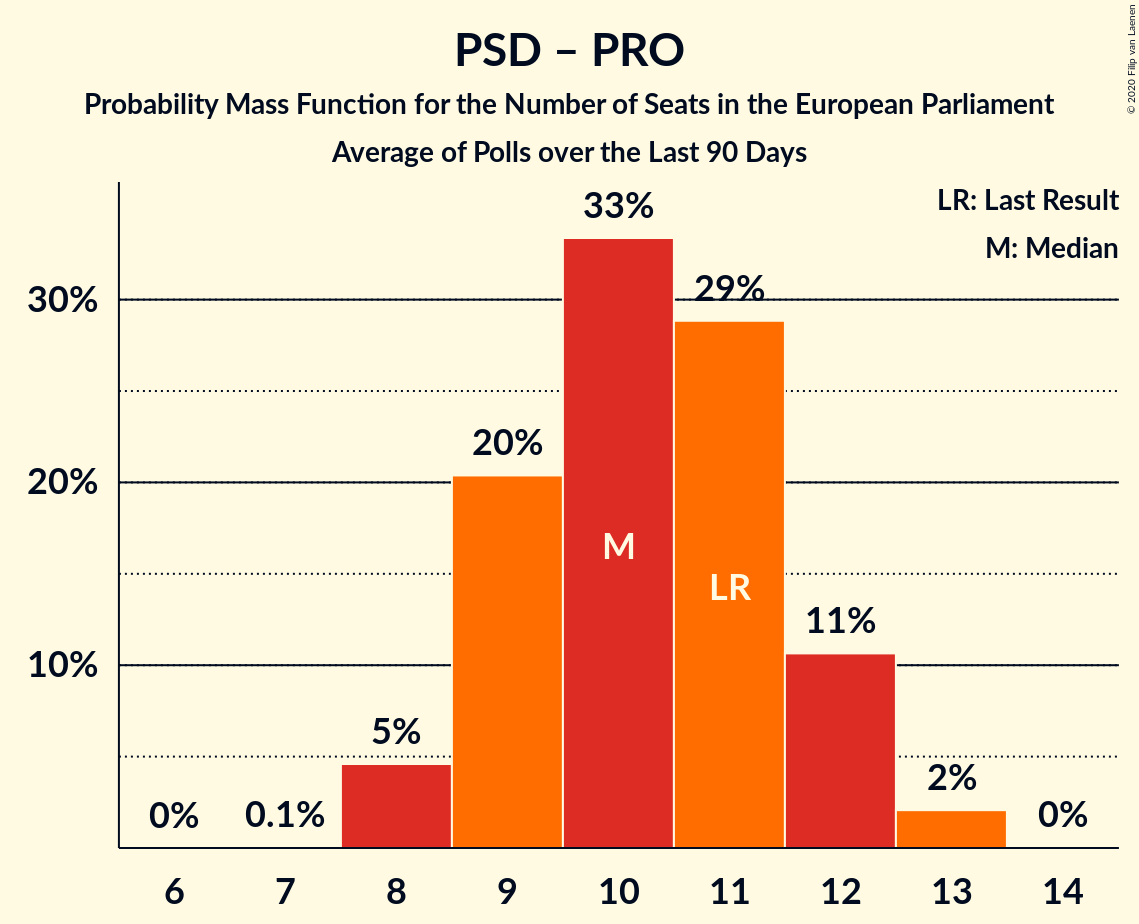 PSD – PRO
Probability Mass Function for the Number of Seats in the European Parliament
Average of Polls over the Last 90 Days
© 2020 Filip van Laenen
LR: Last Result
M: Median
33%
29%
30%
20%
20%
M
LR
11%
10%
5%
2%
0%
0.1%
0%
6 7 8 9 10 11 12 13 14